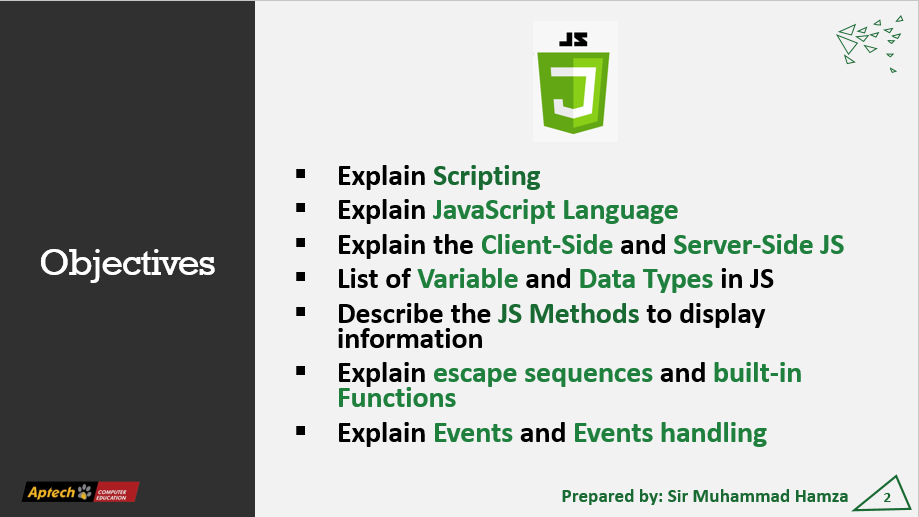 JS
Objectives
▪ Explain Scripting
▪ Explain JavaScript Language
▪ Explain the Client-Side and Server-Side JS
▪ List of Variable and Data Types in JS
▪ Describe the JS Methods to display
information
▪ Explain escape sequences and built-in
Functions
▪ Explain Events and Events handling
Aptech COMPUTER
EDUCATION
Prepared by: Sir Muhammad Hamza
2